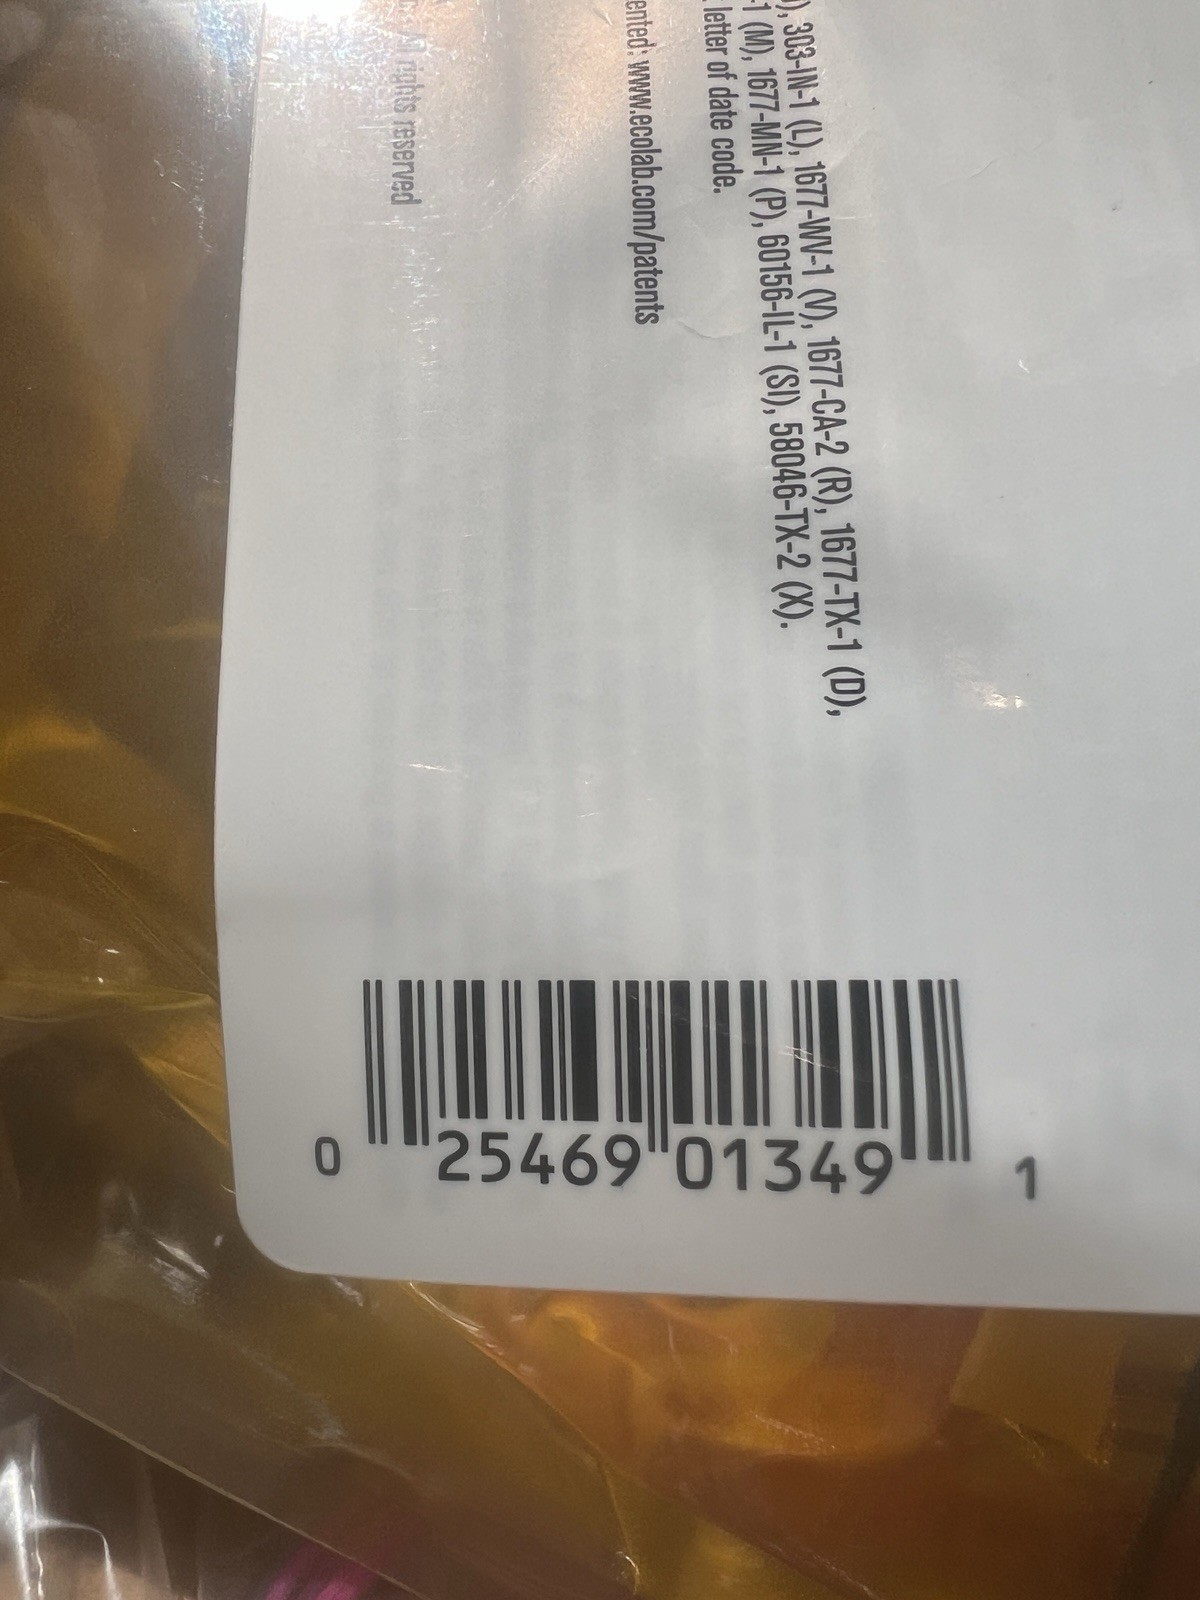 ), 303-IN-1 (L), 1677-WV-1 (V), 1677-CA-2 (R), 1677-TX-1 (D),
-1 (M), 1677-MN-1 (P), 60156-IL-1 (SI), 58046-TX-2 (X).
letter of date code.
ented: www.ecolab.com/patents
All rights reserved
0 25469 01349 1